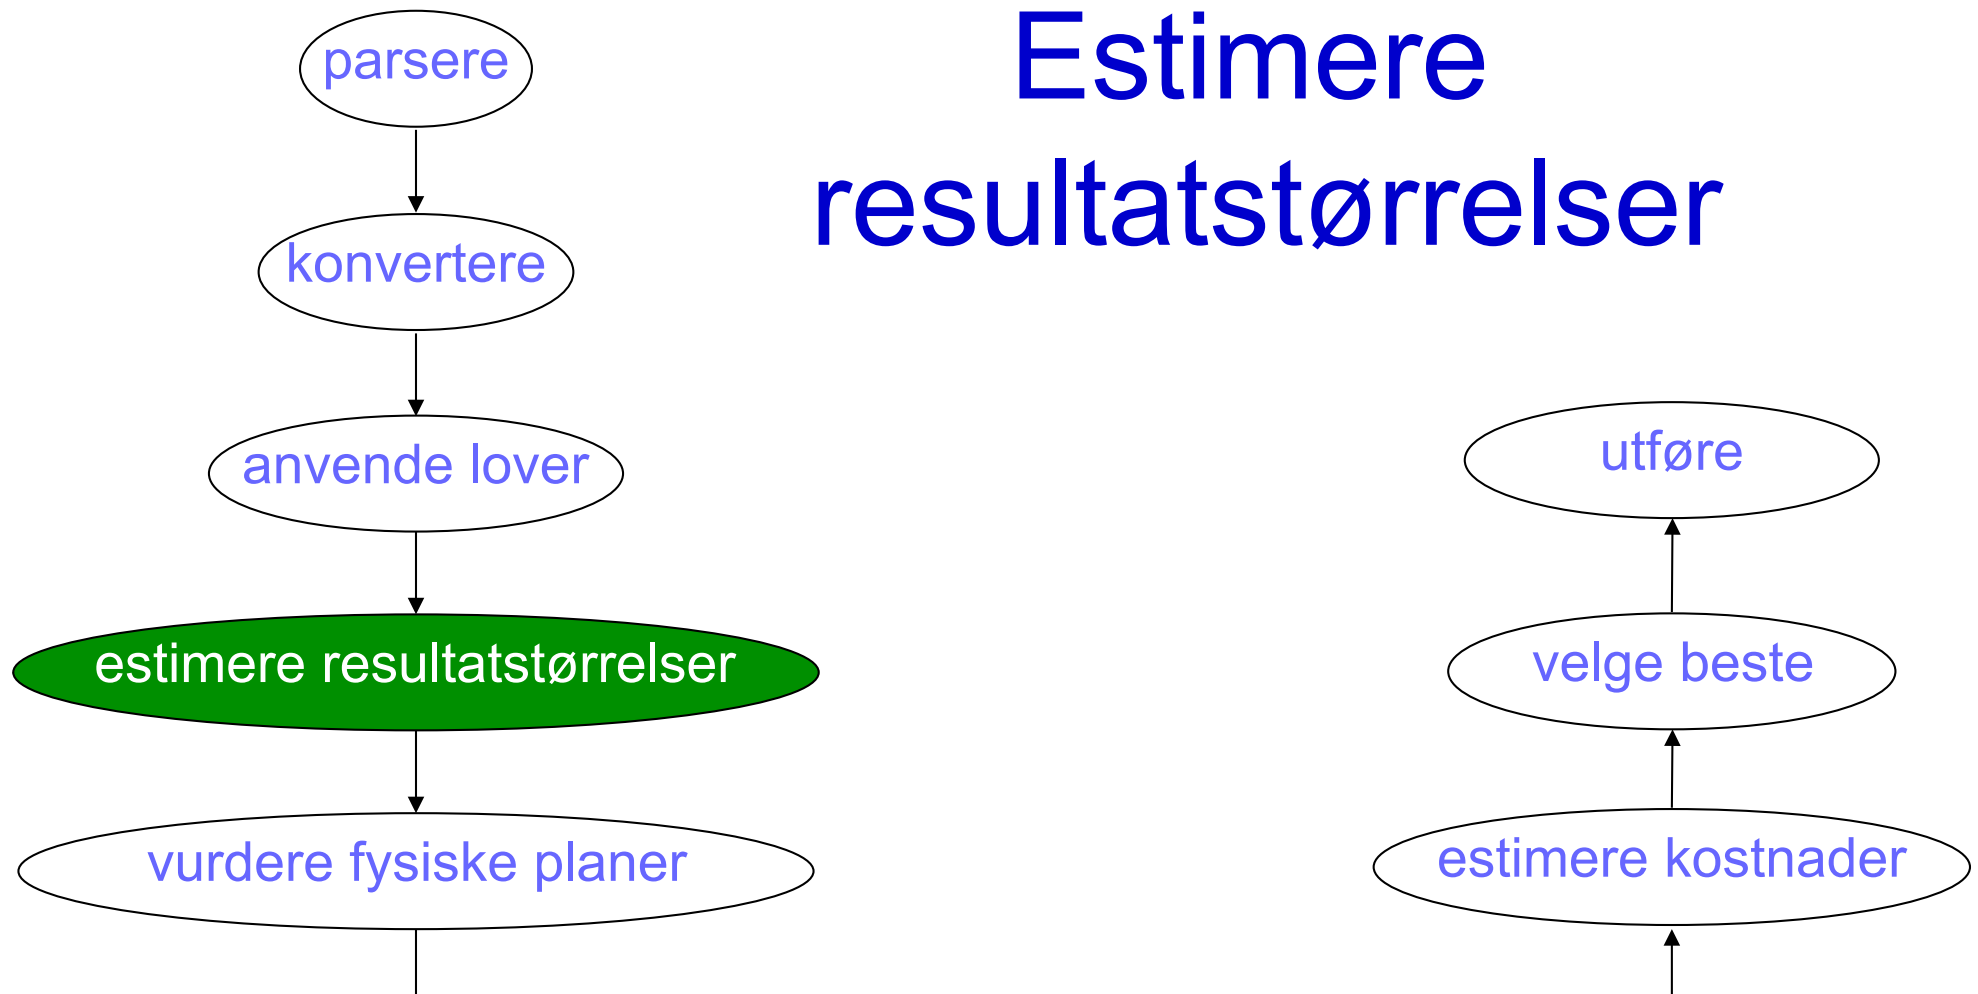 Estimere
resultatstørrelser
parsere
konvertere
anvende lover
estimere resultatstørrelser
vurdere fysiske planer
utføre
velge beste
estimere kostnader